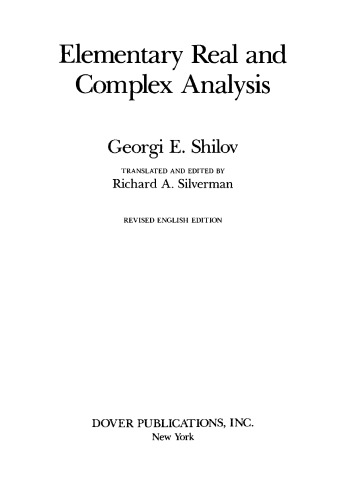 Elementary Real and
Complex Analysis
Georgi E. Shilov
TRANSLATED AND EDITED BY
Richard A. Silverman
REVISED ENGLISH EDITION
DOVER PUBLICATIONS, INC.
New York